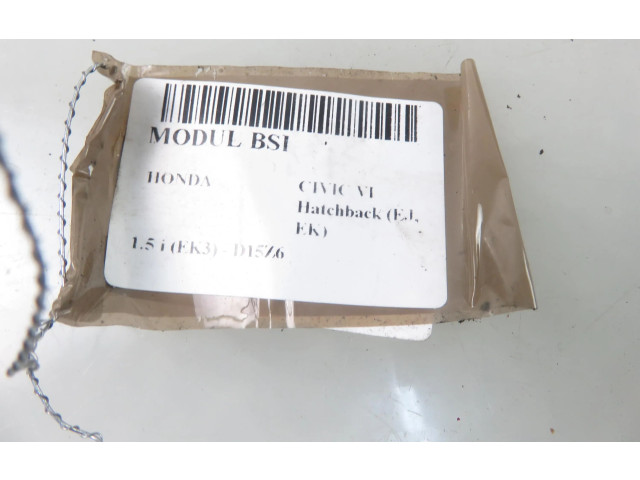 MODUL BSI
HONDA
CIVIC VI
Hatchback (EJ,
EK)
1.5 i (EK3) - D15Z6